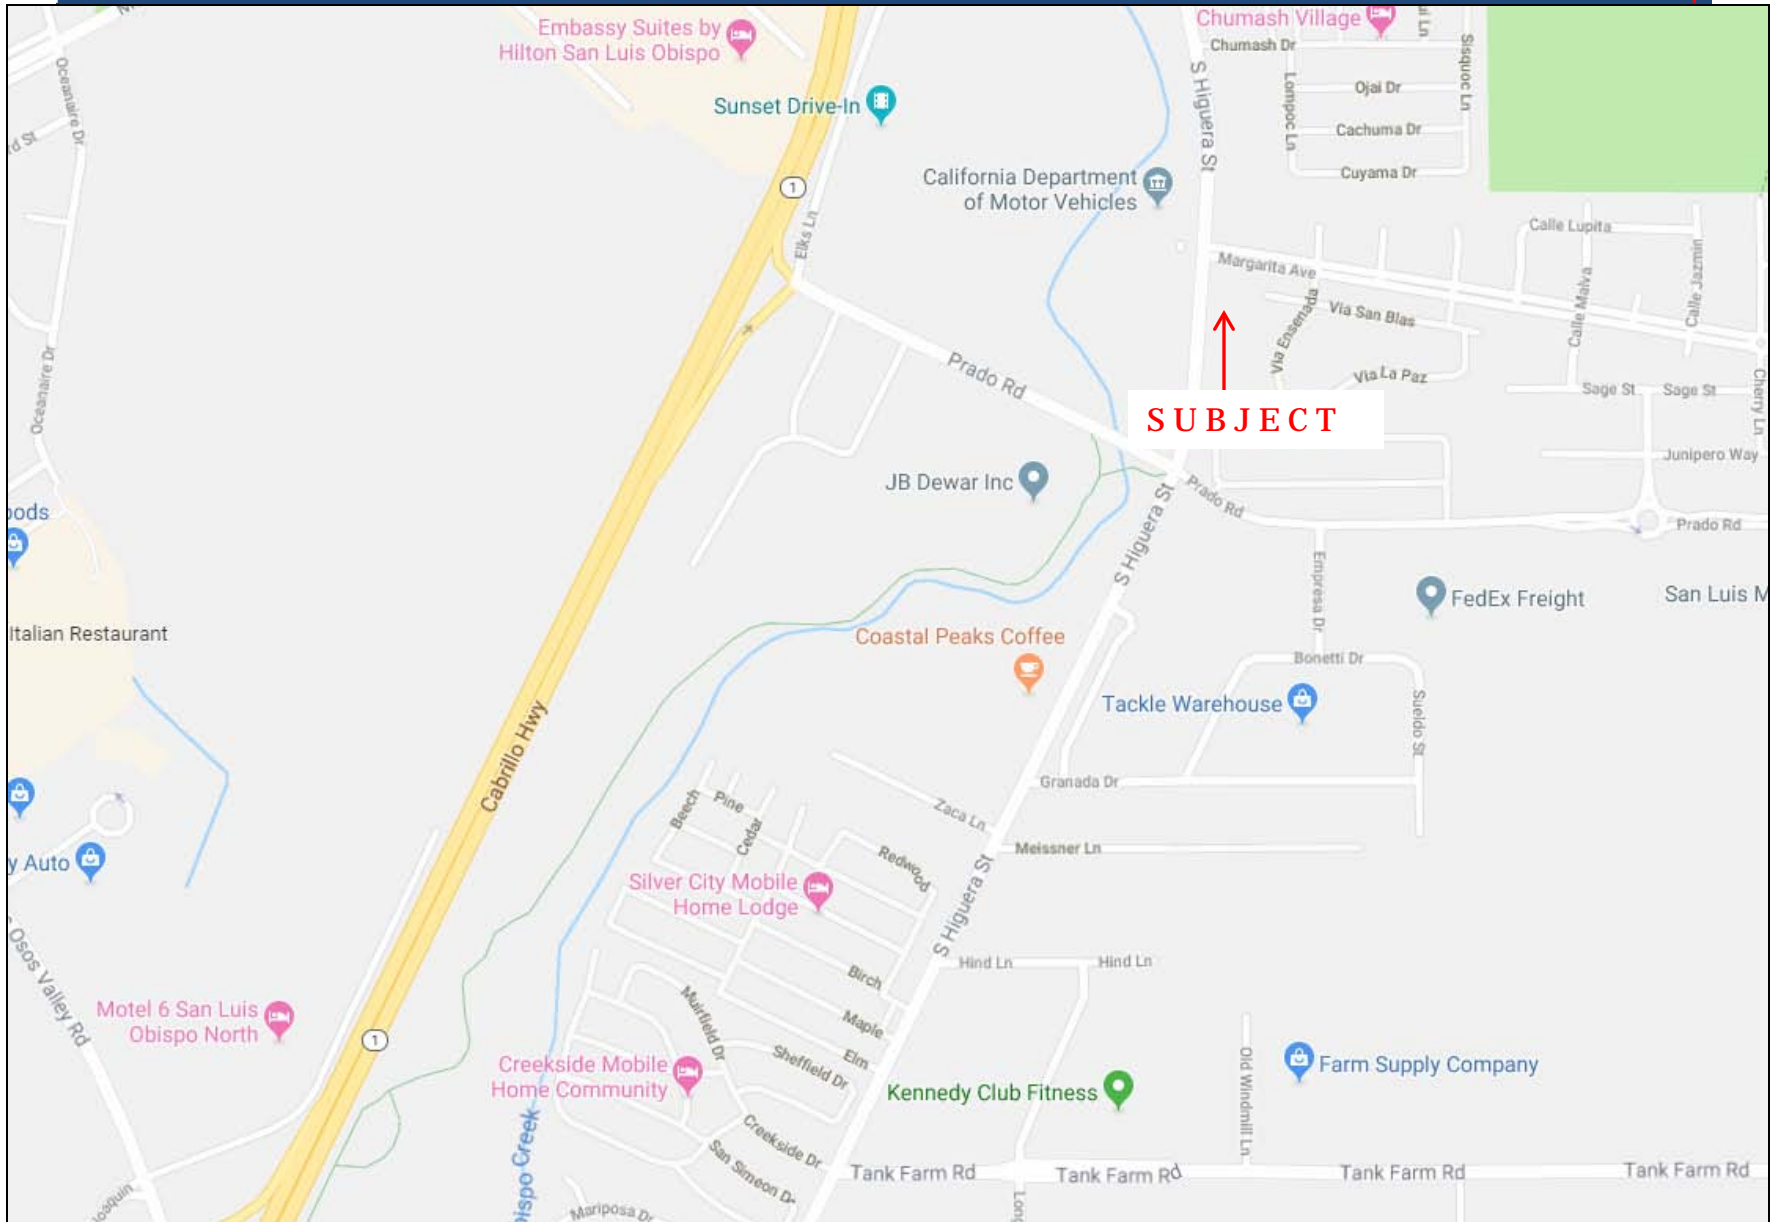 Embassy Suites by
Hilton San Luis Obispo
Chumash Village
Chumash Dr
Sisquoc Ln
S Higuera St
Lompoc Ln
Ojai Dr
Cachuma Dr
Cuyama Dr
Oceanaire Dr
Sunset Drive-In
1
Elks Ln
California Department
of Motor Vehicles
Margarita Ave
Calle Lupita
Calle Malva
Calle Jazmin
Via Ensenada
Via San Blas
Via La Paz
Oceanaire Dr
Prado Rd
SUBJECT
Sage St
Sage St
Cherry Ln
Junipero Way
JB Dewar Inc
Prado Rd
Prado Rd
S Higuera St
Empresa Dr
FedEx Freight
San Luis M
oods
Italian Restaurant
Coastal Peaks Coffee
Bonetti Dr
Tackle Warehouse
Sueldo St
Cabrillo Hwy
Granada Dr
Beech
Pine
Cedar
Zaca Ln
Meissner Ln
y Auto
Redwood
Silver City Mobile
Home Lodge
S Higuera St
Hind Ln
Hind Ln
Birch
Osos Valley Rd
Motel 6 San Luis
Obispo North
1
Muirfield Dr
Maple
Elm
Sheffield Dr
Creekside Mobile
Home Community
Kennedy Club Fitness
Old Windmill Ln
Farm Supply Company
Creekside Dr
San Simeon Dr
Tank Farm Rd
Tank Farm Rd
Tank Farm Rd
Tank Farm Rd
ispo Creek
oaquin
Mariposa Dr
Long